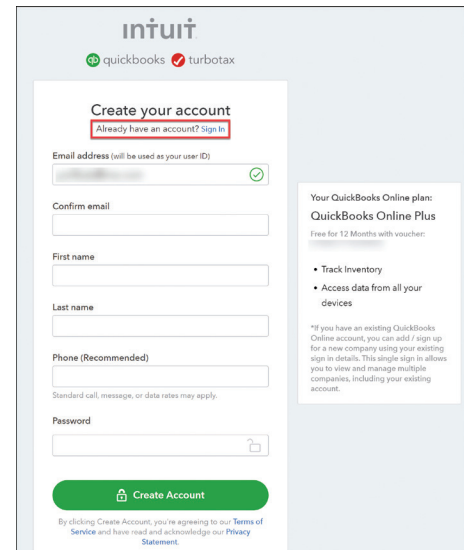 intuit
qb quickbooks turbotax
Create your account
Already have an account? Sign In
Email address (will be used as your user ID)
Confirm email
First name
Last name
Phone (Recommended)
Standard call, message, or data rates may apply.
Password
Create Account
By clicking Create Account, you're agreeing to our Terms of
Service and have read and acknowledge our Privacy
Statement.
Your QuickBooks Online plan:
QuickBooks Online Plus
Free for 12 Months with voucher:
• Track Inventory
• Access data from all your
devices
*If you have an existing QuickBooks
Online account, you can add / sign up
for a new company using your existing
sign in details. This single sign in allows
you to view and manage multiple
companies, including your existing
account.